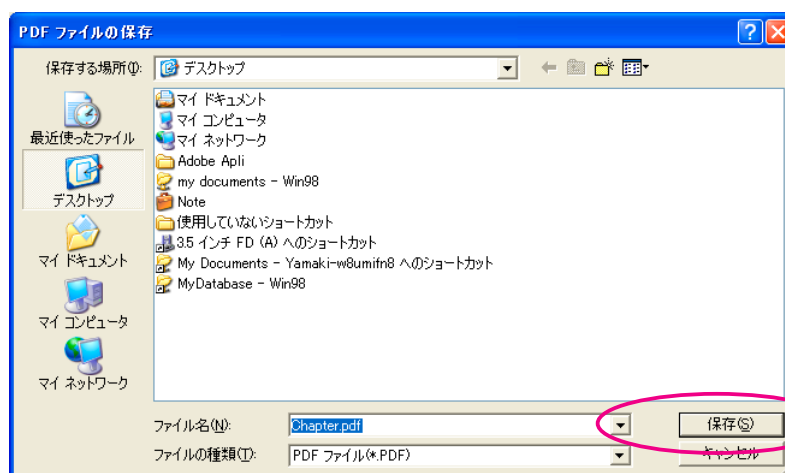 PDF ファイルの保存
保存する場所(I):
デスクトップ
最近使ったファイル
デスクトップ
マイ ドキュメント
マイ コンピュータ
マイ ネットワーク
マイ ドキュメント
マイ コンピュータ
マイ ネットワーク
Adobe Apli
my documents - Win98
Note
使用していないショートカット
3.5 インチ FD (A) へのショートカット
My Documents - Yamaki-w8umifn8 へのショートカット
MyDatabase - Win98
ファイル名(N):
Chapter.pdf
保存(S)
ファイルの種類(T):
PDF ファイル(*.PDF)
キャンセル